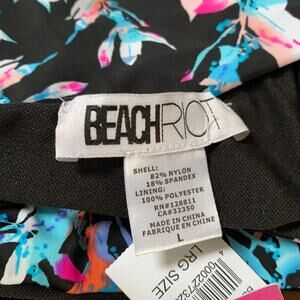 BEACHRIOT
SHELL:
82% NYLON
18% SPANDEX
LINING:
100% POLYESTER
RN#128811
CA#32350
MADE IN CHINA
FABRIQUE EN CHINE
L
LRG SIZE